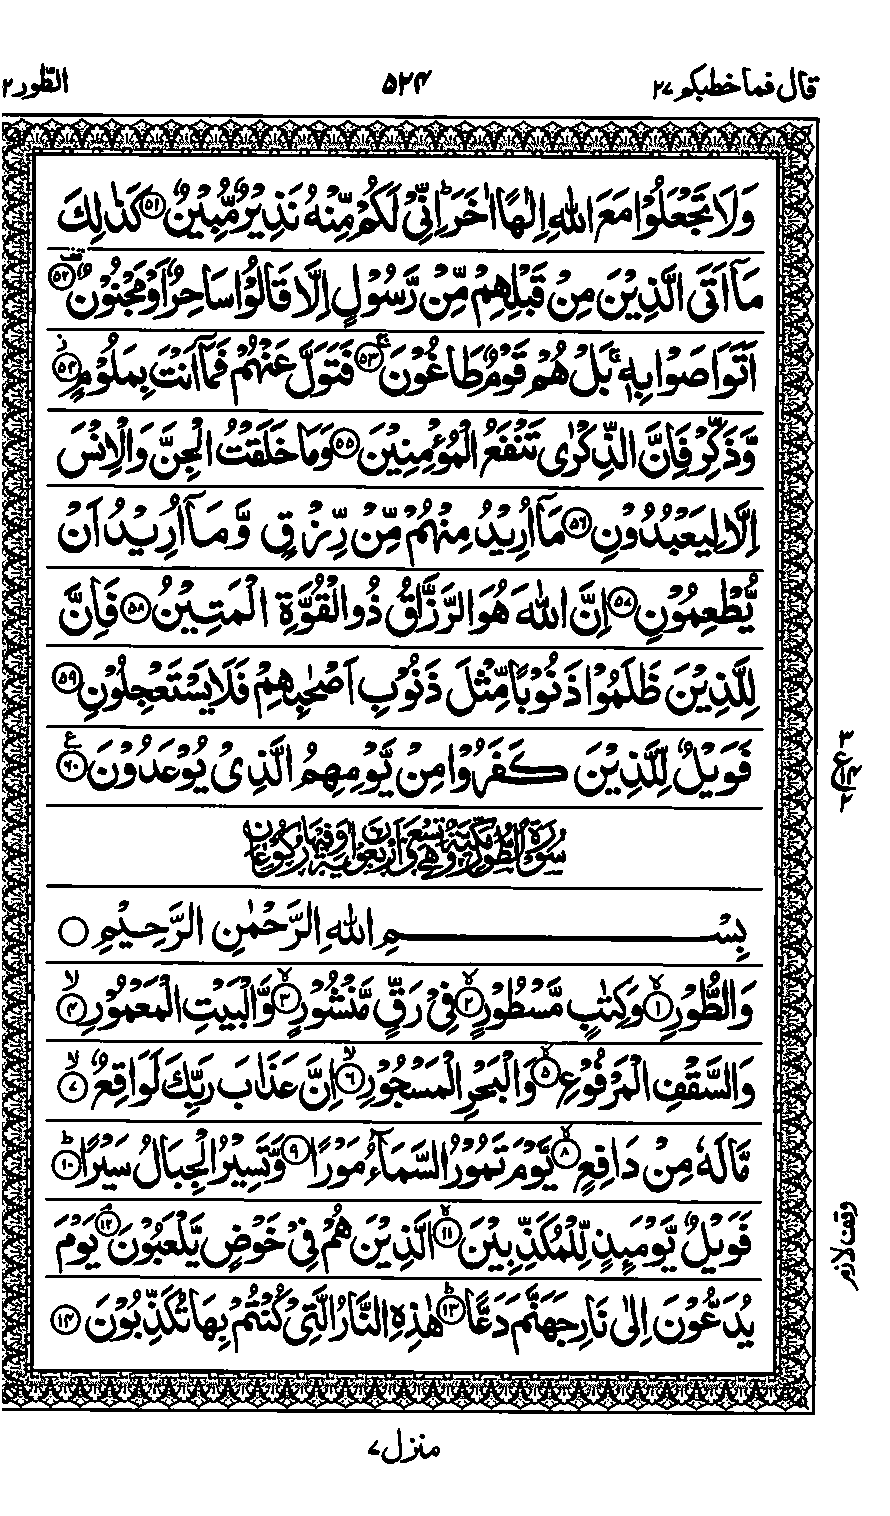 قال فما خطبكم ٢٧ ٥٢٤ الطّور ٢
وَلَا تَجْعَلُوْا مَعَ اللّٰهِ اِلٰهًا اٰخَرَ ؕ اِنِّیْ لَكُمْ مِّنْهُ نَذِیْرٌ مُّبِیْنٌ ۚ ﴿۵۱﴾ كَذٰلِكَ
مَاۤ اَتَی الَّذِیْنَ مِنْ قَبْلِهِمْ مِّنْ رَّسُوْلٍ اِلَّا قَالُوْا سَاحِرٌ اَوْ مَجْنُوْنٌ ﴿۵۲﴾
اَتَوَاصَوْا بِهٖ ۚ بَلْ هُمْ قَوْمٌ طَاغُوْنَ ۚ ﴿۵۳﴾ فَتَوَلَّ عَنْهُمْ فَمَاۤ اَنْتَ بِمَلُوْمٍ ﴿۵۴﴾
وَّذَكِّرْ فَاِنَّ الذِّكْرٰی تَنْفَعُ الْمُؤْمِنِیْنَ ﴿۵۵﴾ وَمَا خَلَقْتُ الْجِنَّ وَالْاِنْسَ
اِلَّا لِیَعْبُدُوْنِ ﴿۵۶﴾ مَاۤ اُرِیْدُ مِنْهُمْ مِّنْ رِّزْقٍ وَّمَاۤ اُرِیْدُ اَنْ
یُّطْعِمُوْنِ ﴿۵۷﴾ اِنَّ اللّٰهَ هُوَ الرَّزَّاقُ ذُو الْقُوَّةِ الْمَتِیْنُ ﴿۵۸﴾ فَاِنَّ
لِلَّذِیْنَ ظَلَمُوْا ذَنُوْبًا مِّثْلَ ذَنُوْبِ اَصْحٰبِهِمْ فَلَا یَسْتَعْجِلُوْنِ ﴿۵۹﴾
فَوَیْلٌ لِّلَّذِیْنَ كَفَرُوْا مِنْ یَّوْمِهِمُ الَّذِیْ یُوْعَدُوْنَ ﴿۶۰﴾ ع
٣
ع
٢
سُوْرَةُ الطُّوْرِ مَكِّیَّةٌ وَّهِیَ تِسْعٌ وَّاَرْبَعُوْنَ اٰیَةً وَّفِیْهَا رُكُوْعَانِ
بِسْمِ اللّٰهِ الرَّحْمٰنِ الرَّحِیْمِ
وَالطُّوْرِ ۙ ﴿۱﴾ وَكِتٰبٍ مَّسْطُوْرٍ ۙ ﴿۲﴾ فِیْ رَقٍّ مَّنْشُوْرٍ ۙ ﴿۳﴾ وَّالْبَیْتِ الْمَعْمُوْرِ ۙ ﴿۴﴾
وَالسَّقْفِ الْمَرْفُوْعِ ۙ ﴿۵﴾ وَالْبَحْرِ الْمَسْجُوْرِ ۙ ﴿۶﴾ اِنَّ عَذَابَ رَبِّكَ لَوَاقِعٌ ۙ ﴿۷﴾
مَّا لَهٗ مِنْ دَافِعٍ ۙ ﴿۸﴾ یَّوْمَ تَمُوْرُ السَّمَآءُ مَوْرًا ﴿۹﴾ وَّتَسِیْرُ الْجِبَالُ سَیْرًا ؕ ﴿۱۰﴾
فَوَیْلٌ یَّوْمَىِٕذٍ لِّلْمُكَذِّبِیْنَ ۙ ﴿۱۱﴾ الَّذِیْنَ هُمْ فِیْ خَوْضٍ یَّلْعَبُوْنَ ۘ ﴿۱۲﴾ یَوْمَ
وقف لازم
یُدَعُّوْنَ اِلٰی نَارِ جَهَنَّمَ دَعًّا ؕ ﴿۱۳﴾ هٰذِهِ النَّارُ الَّتِیْ كُنْتُمْ بِهَا تُكَذِّبُوْنَ ﴿۱۴﴾
منزل ٧